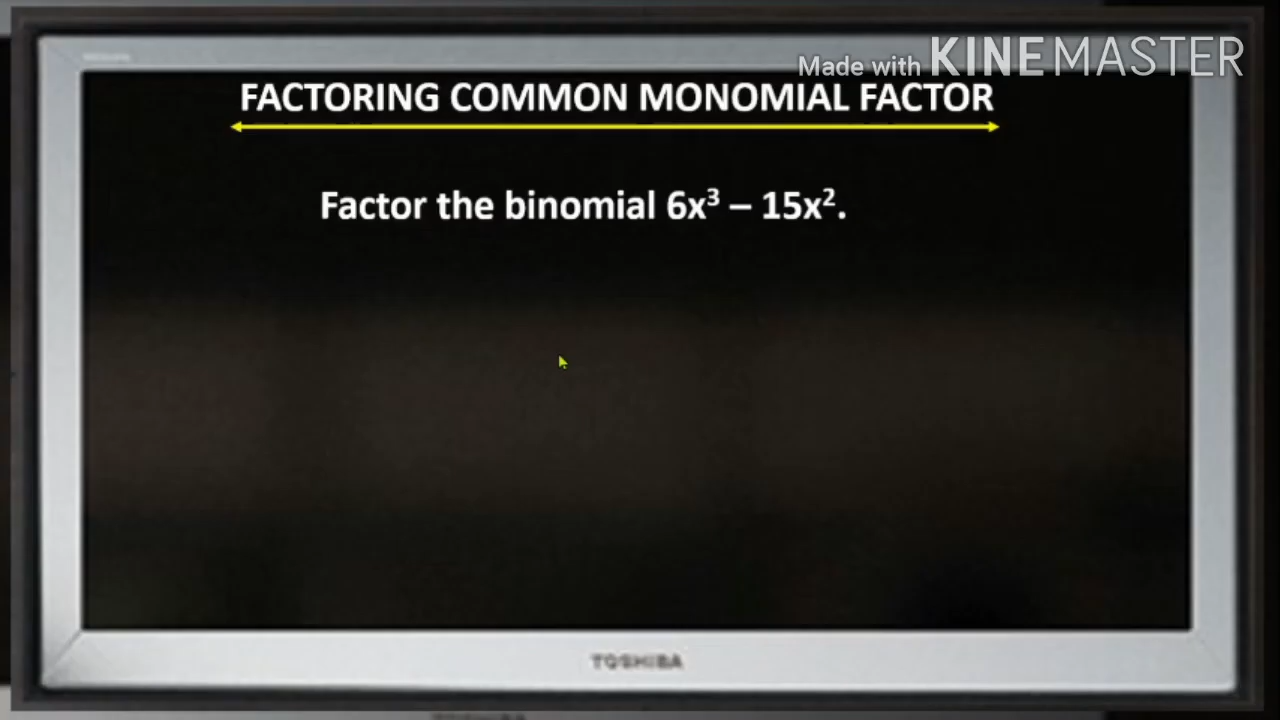 Made with KINEMASTER
FACTORING COMMON MONOMIAL FACTOR
Factor the binomial 6x³ – 15x².
TOSHIBA